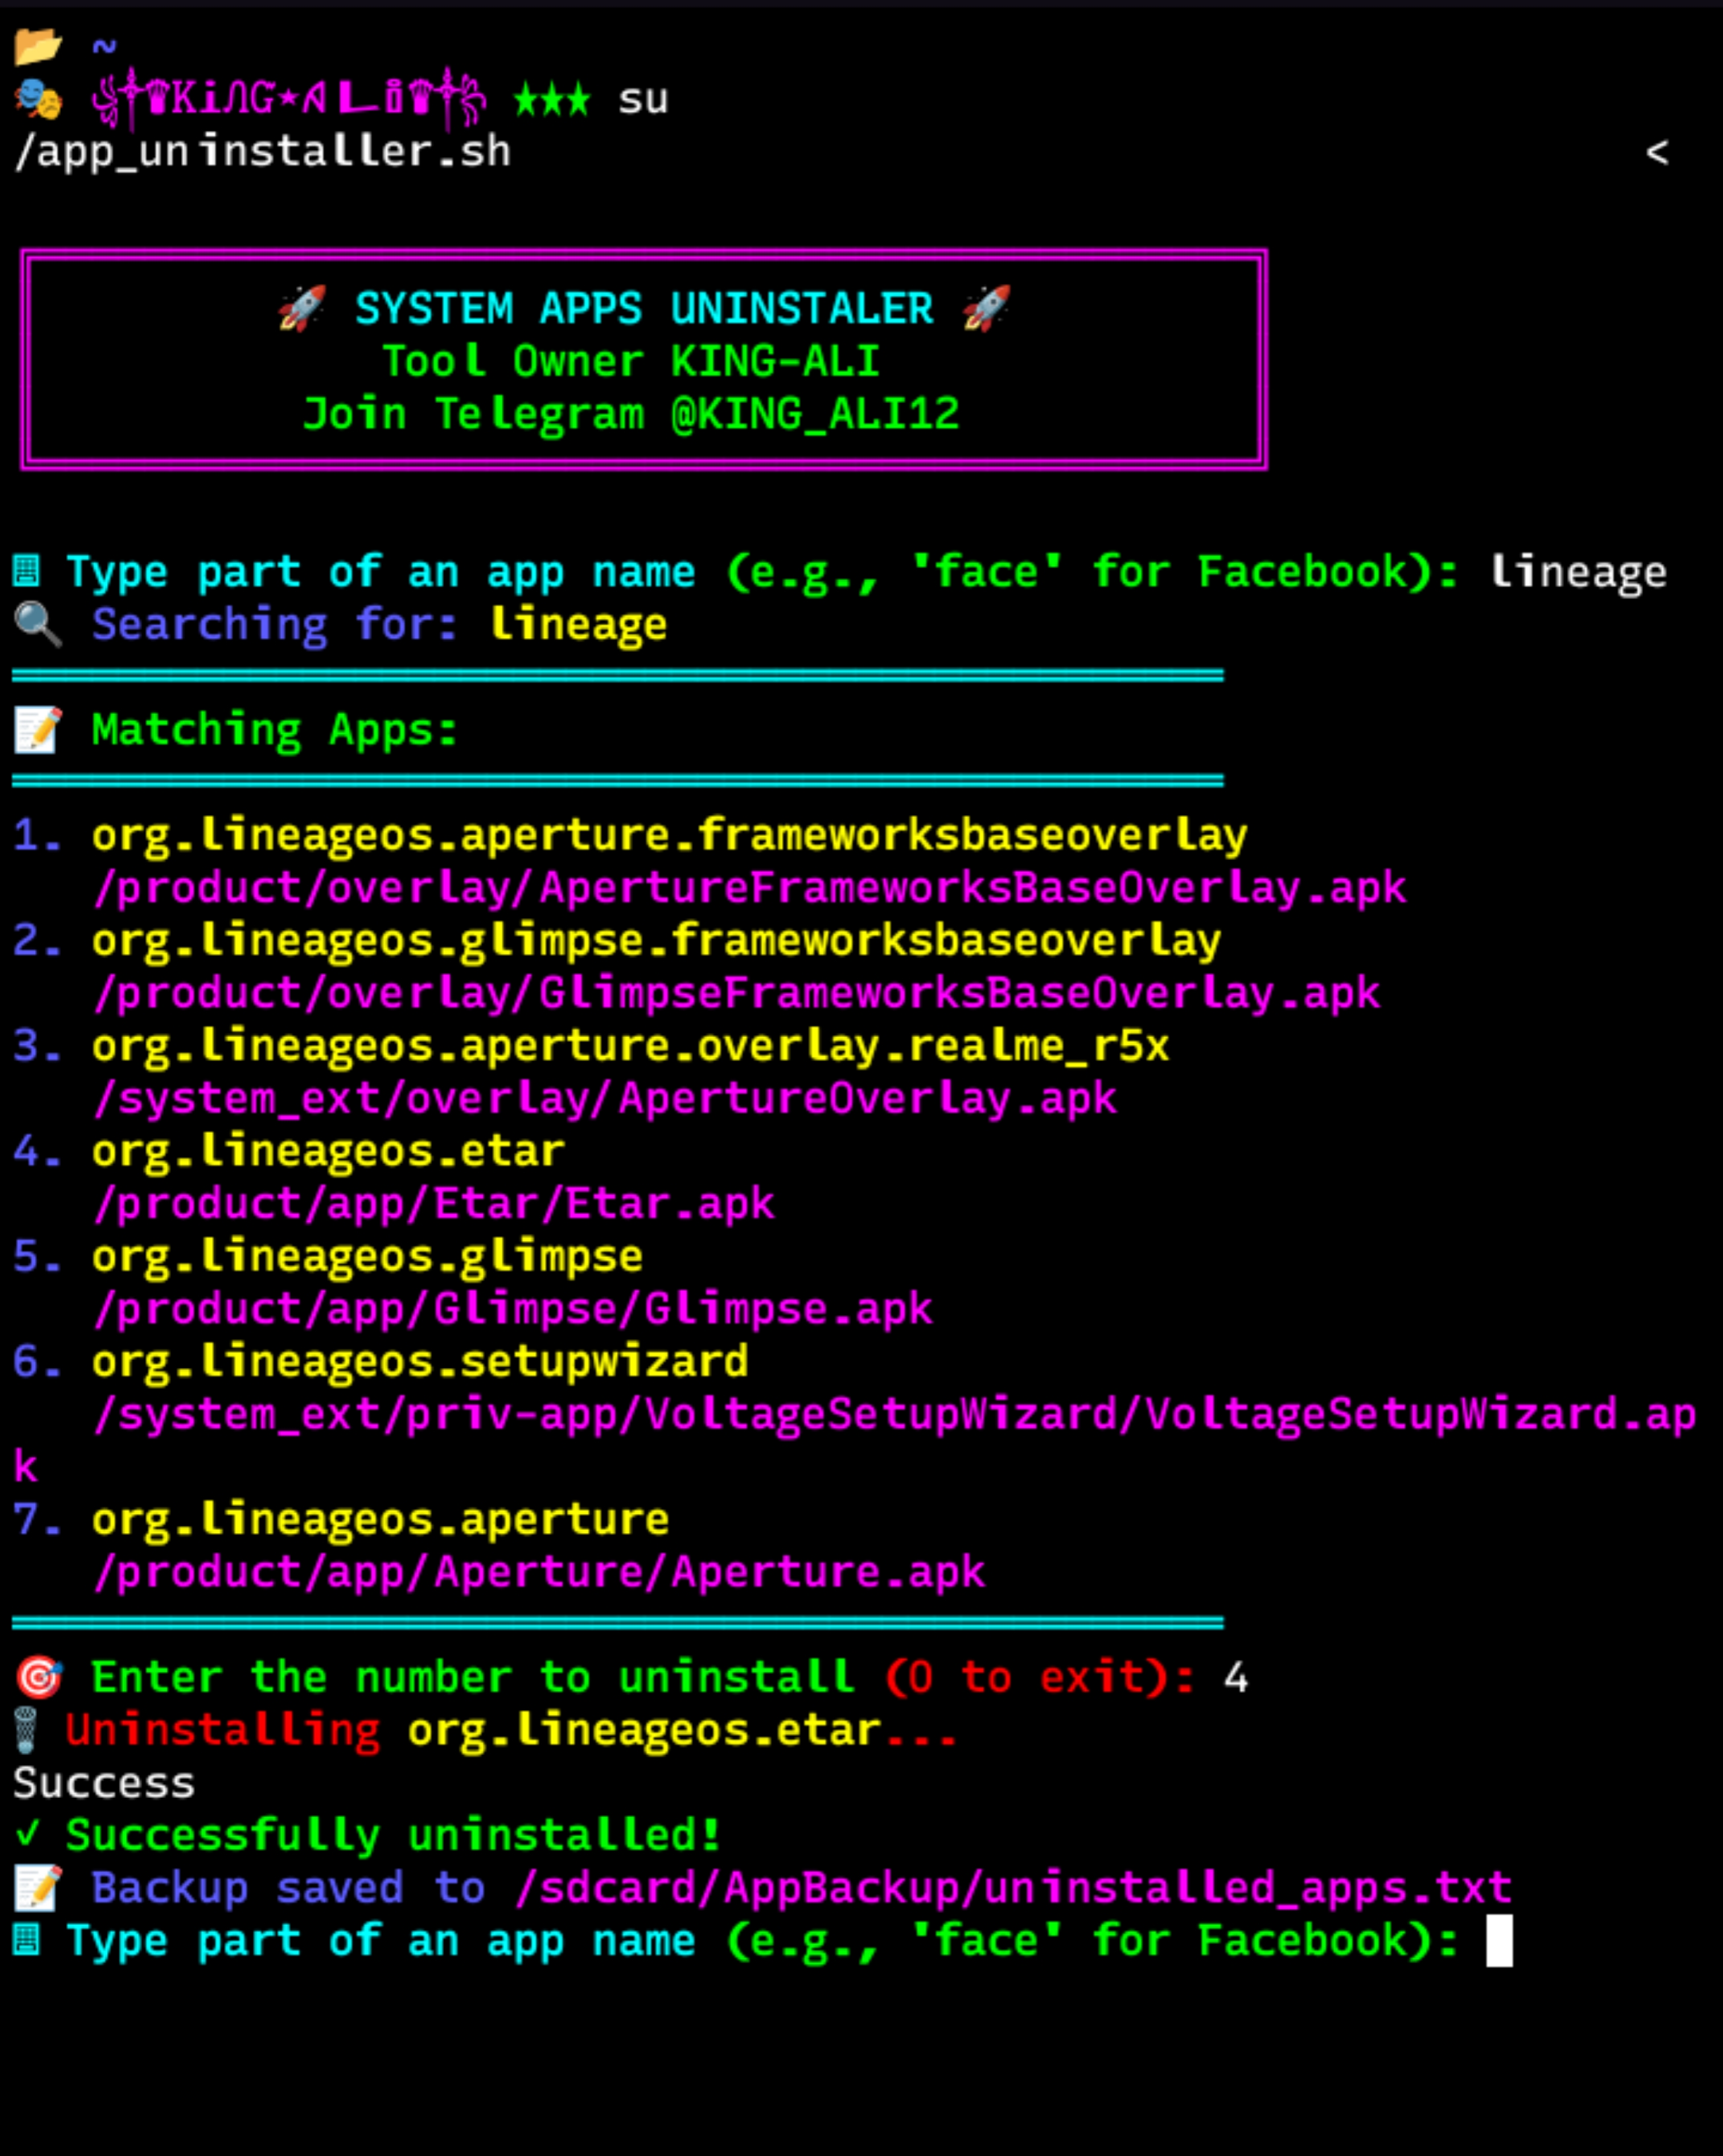 ~
su
/app_uninstaller.sh <
SYSTEM APPS UNINSTALER
Tool Owner KING-ALI
Join Telegram @KING_ALI12
Type part of an app name (e.g., 'face' for Facebook): lineage
Searching for: lineage
Matching Apps:
1. org.lineageos.aperture.frameworksbaseoverlay
/product/overlay/ApertureFrameworksBaseOverlay.apk
2. org.lineageos.glimpse.frameworksbaseoverlay
/product/overlay/GlimpseFrameworksBaseOverlay.apk
3. org.lineageos.aperture.overlay.realme_r5x
/system_ext/overlay/ApertureOverlay.apk
4. org.lineageos.etar
/product/app/Etar/Etar.apk
5. org.lineageos.glimpse
/product/app/Glimpse/Glimpse.apk
6. org.lineageos.setupwizard
/system_ext/priv-app/VoltageSetupWizard/VoltageSetupWizard.ap
k
7. org.lineageos.aperture
/product/app/Aperture/Aperture.apk
Enter the number to uninstall (0 to exit): 4
Uninstalling org.lineageos.etar...
Success
✓ Successfully uninstalled!
Backup saved to /sdcard/AppBackup/uninstalled_apps.txt
Type part of an app name (e.g., 'face' for Facebook):